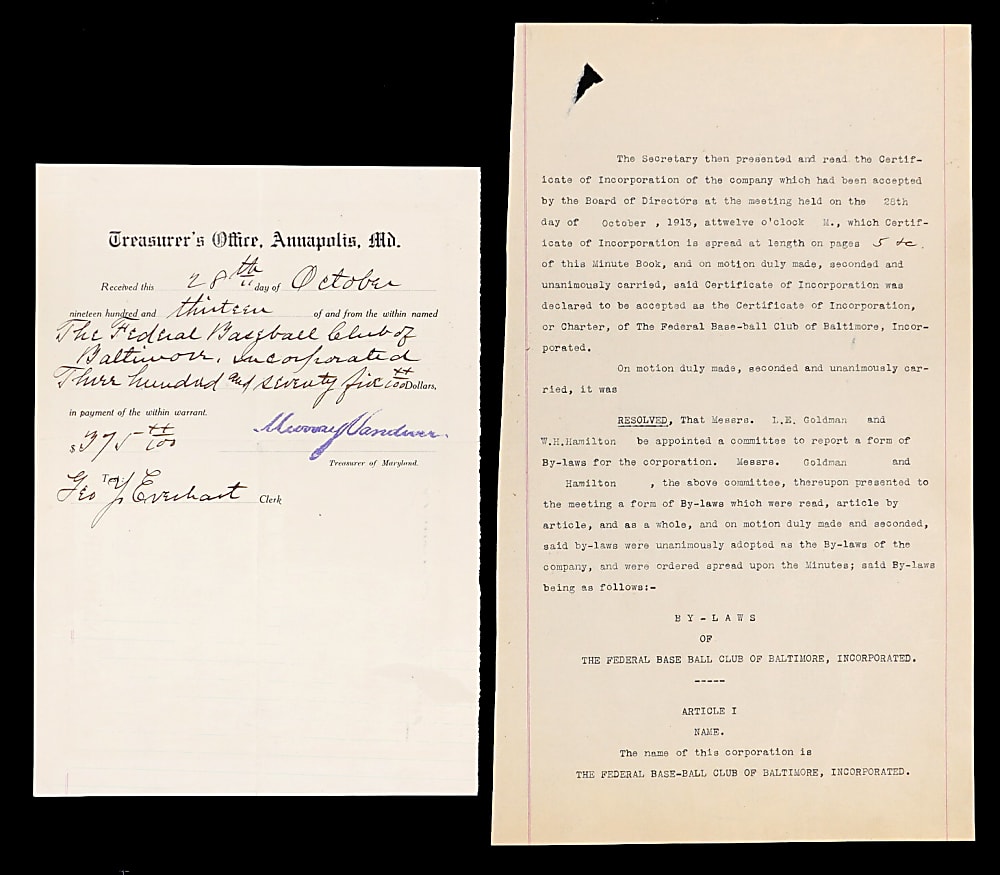 Treasurer's Office, Annapolis, Md.
Received this 28th day of October
nineteen hundred and thirteen of and from the within named
The Federal Baseball Club of
Baltimore, Incorporated
Three hundred and seventy five xx/100 Dollars,
in payment of the within warrant.
$375 xx/100
Murray Vandiver
Treasurer of Maryland.
Geo Y. Everhart Clerk
The Secretary then presented and read the Certif-
icate of Incorporation of the company which had been accepted
by the Board of Directors at the meeting held on the 28th
day of October , 1913, attwelve o'clock M., which Certif-
icate of Incorporation is spread at length on pages 5 &c.
of this Minute Book, and on motion duly made, seconded and
unanimously carried, said Certificate of Incorporation was
declared to be accepted as the Certificate of Incorporation,
or Charter, of The Federal Base-ball Club of Baltimore, Incor-
porated.
On motion duly made, seconded and unanimously car-
ried, it was
RESOLVED, That Messrs. L.E. Goldman and
W.H.Hamilton be appointed a committee to report a form of
By-laws for the corporation. Messrs. Goldman and
Hamilton , the above committee, thereupon presented to
the meeting a form of By-laws which were read, article by
article, and as a whole, and on motion duly made and seconded,
said by-laws were unanimously adopted as the By-laws of the
company, and were ordered spread upon the Minutes; said By-laws
being as follows:-
BY-LAWS
OF
THE FEDERAL BASE BALL CLUB OF BALTIMORE, INCORPORATED.
-----
ARTICLE I
NAME.
The name of this corporation is
THE FEDERAL BASE-BALL CLUB OF BALTIMORE, INCORPORATED.